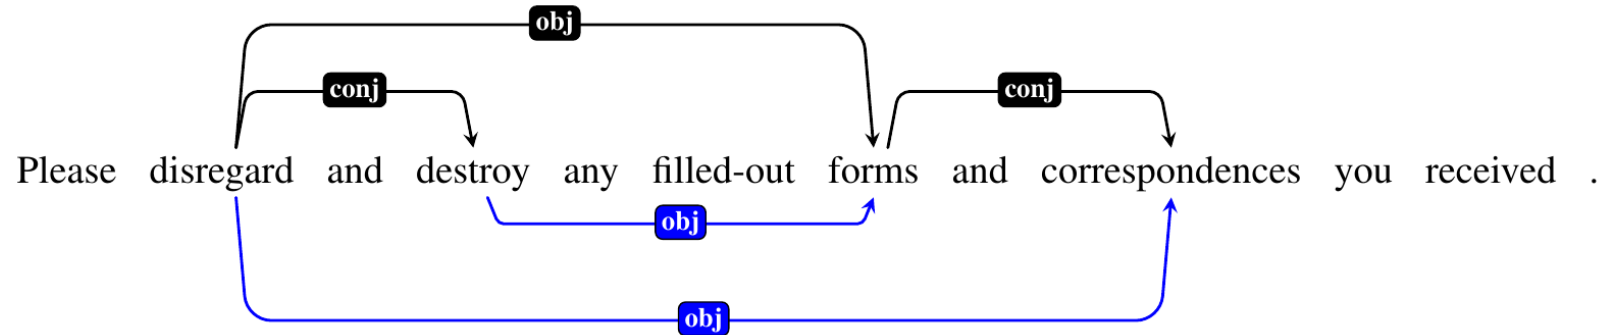 obj
conj conj
Please disregard and destroy any filled-out forms and correspondences you received .
obj
obj